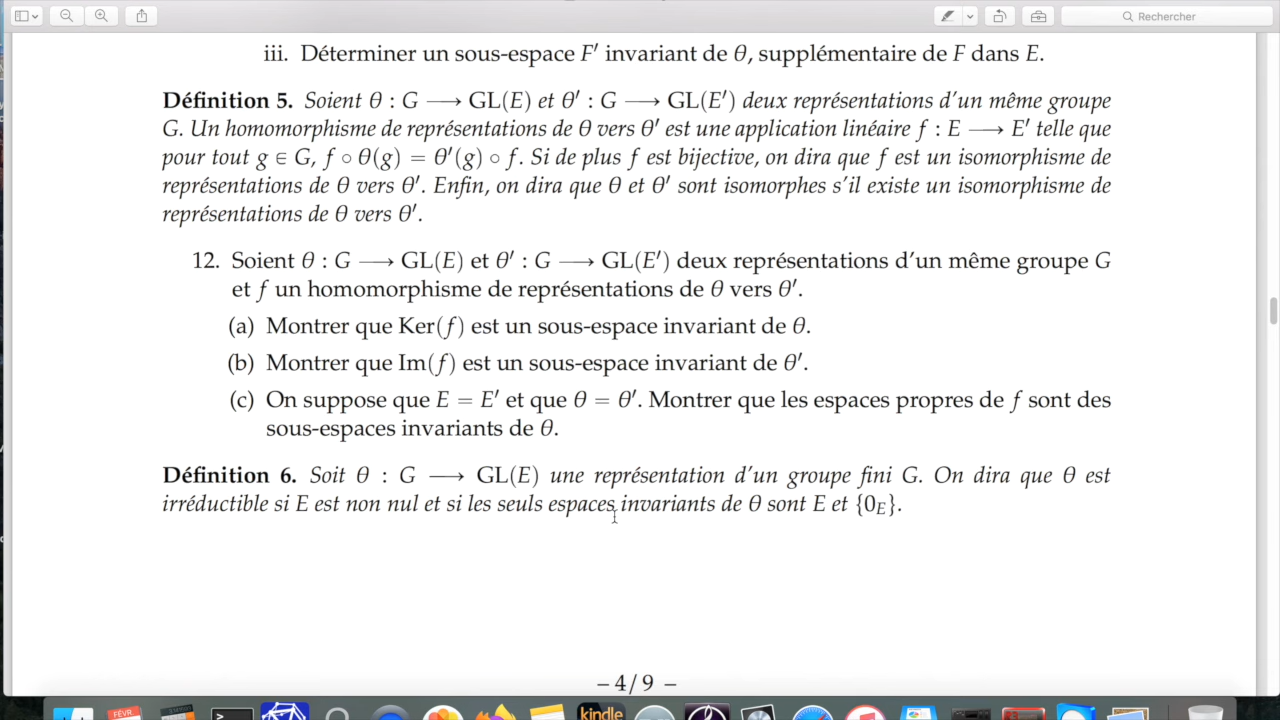 Rechercher
iii. Déterminer un sous-espace F′ invariant de θ, supplémentaire de F dans E.
Définition 5. Soient θ : G ⟶ GL(E) et θ′ : G ⟶ GL(E′) deux représentations d'un même groupe
G. Un homomorphisme de représentations de θ vers θ′ est une application linéaire f : E ⟶ E′ telle que
pour tout g ∈ G, f ∘ θ(g) = θ′(g) ∘ f. Si de plus f est bijective, on dira que f est un isomorphisme de
représentations de θ vers θ′. Enfin, on dira que θ et θ′ sont isomorphes s'il existe un isomorphisme de
représentations de θ vers θ′.
12. Soient θ : G ⟶ GL(E) et θ′ : G ⟶ GL(E′) deux représentations d'un même groupe G
et f un homomorphisme de représentations de θ vers θ′.
(a) Montrer que Ker(f) est un sous-espace invariant de θ.
(b) Montrer que Im(f) est un sous-espace invariant de θ′.
(c) On suppose que E = E′ et que θ = θ′. Montrer que les espaces propres de f sont des
sous-espaces invariants de θ.
Définition 6. Soit θ : G ⟶ GL(E) une représentation d'un groupe fini G. On dira que θ est
irréductible si E est non nul et si les seuls espaces invariants de θ sont E et {0_E}.
– 4/9 –
FÉVR.
kindle